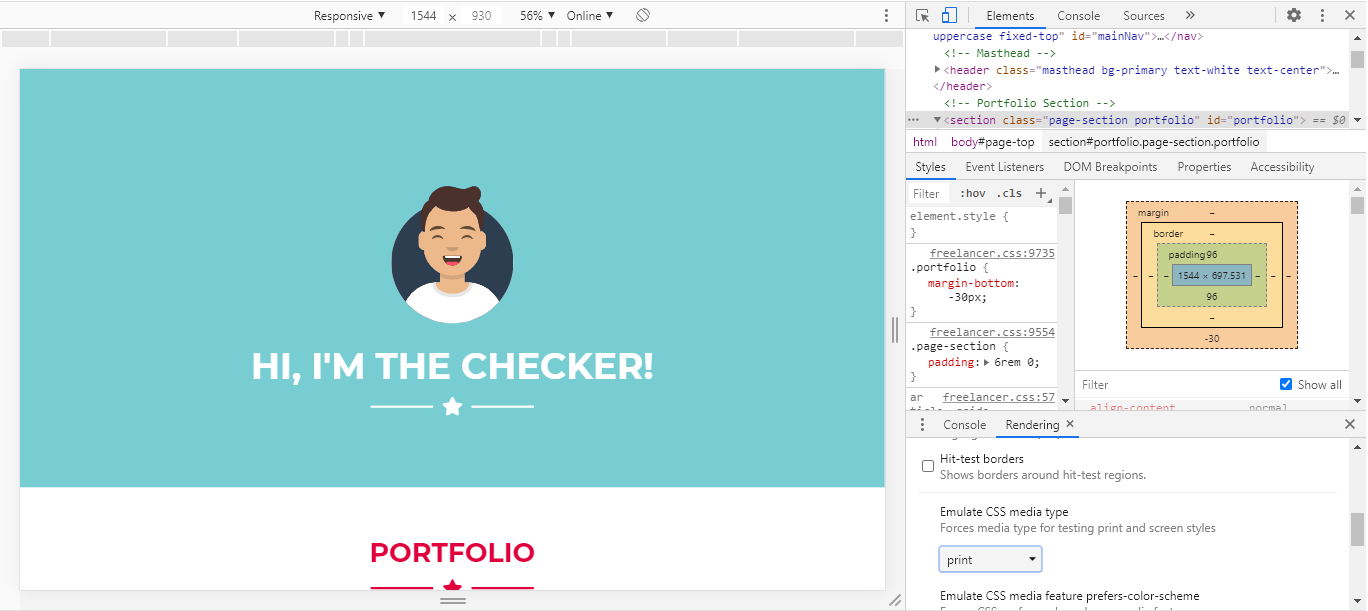 Responsive ▼ 1544 × 930 56% ▼ Online ▼
HI, I'M THE CHECKER!
PORTFOLIO
Elements Console Sources »
uppercase fixed-top" id="mainNav">…</nav>
<!-- Masthead -->
▶<header class="masthead bg-primary text-white text-center">…
</header>
<!-- Portfolio Section -->
… ▼<section class="page-section portfolio" id="portfolio"> == $0
html body#page-top section#portfolio.page-section.portfolio
Styles Event Listeners DOM Breakpoints Properties Accessibility
Filter :hov .cls +
element.style {
}
freelancer.css:9735
.portfolio {
margin-bottom:
-30px;
}
freelancer.css:9554
.page-section {
padding:▶ 6rem 0;
}
ar freelancer.css:57
margin –
border –
padding 96
– – – 1544 × 697.531 – – –
96
–
-30
Filter Show all
align-content normal
Console Rendering ×
Hit-test borders
Shows borders around hit-test regions.
Emulate CSS media type
Forces media type for testing print and screen styles
print
Emulate CSS media feature prefers-color-scheme